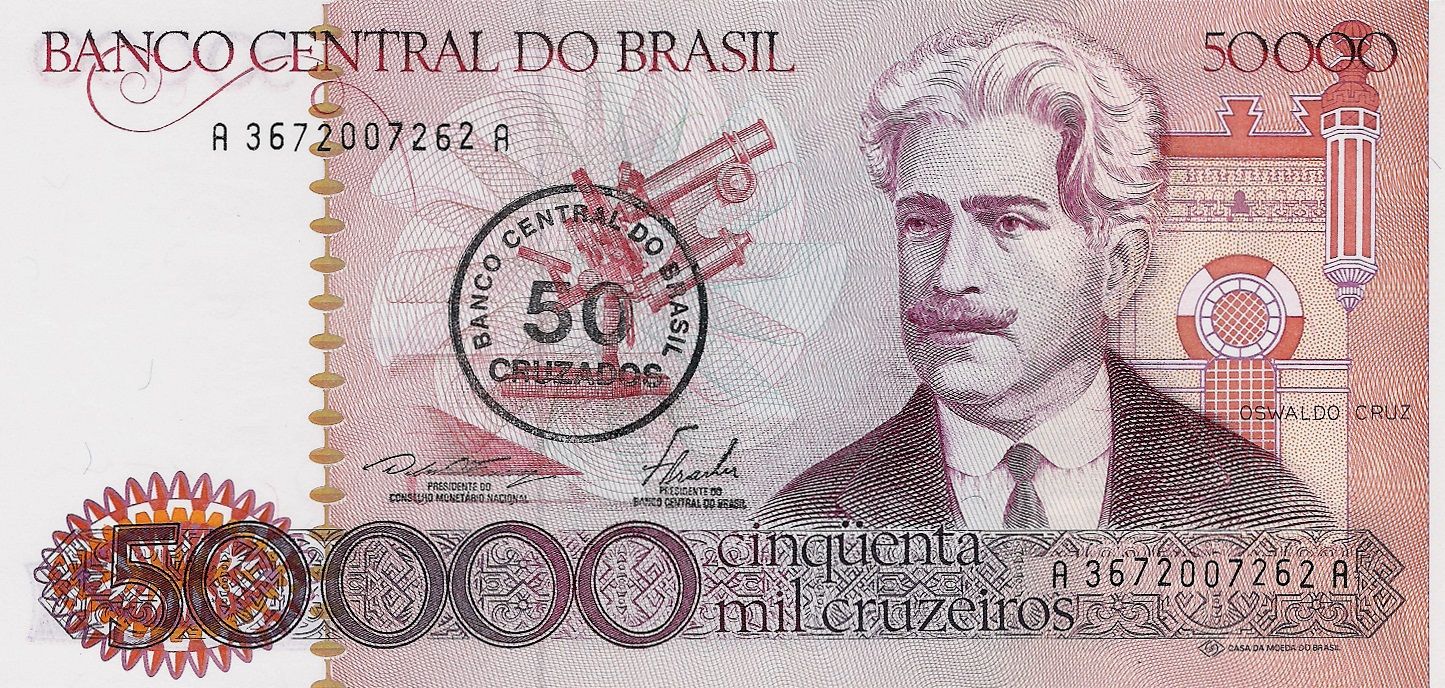 BANCO CENTRAL DO BRASIL
50000
A 3672007262 A
BANCO CENTRAL DO BRASIL
50
CRUZADOS
OSWALDO CRUZ
PRESIDENTE DO
CONSELHO MONETÁRIO NACIONAL
PRESIDENTE DO
BANCO CENTRAL DO BRASIL
50000
cinqüenta
mil cruzeiros
A 3672007262 A
CASA DA MOEDA DO BRASIL